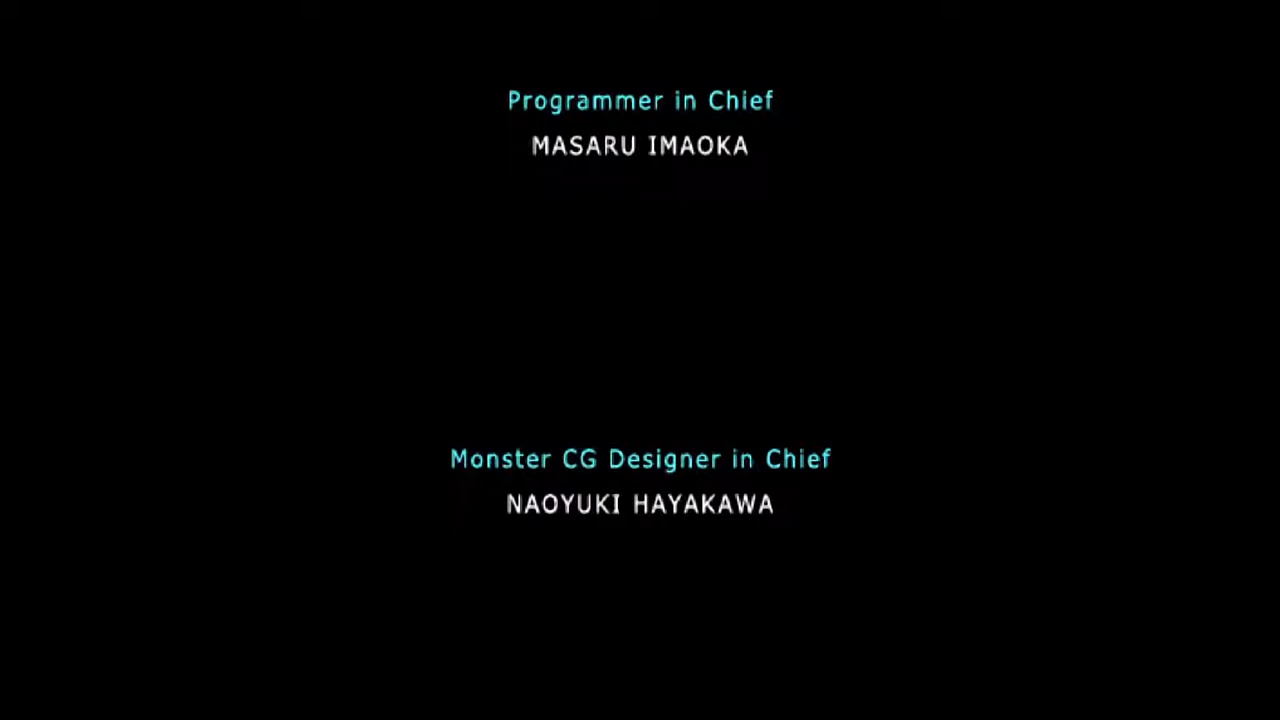 Programmer in Chief
MASARU IMAOKA
Monster CG Designer in Chief
NAOYUKI HAYAKAWA